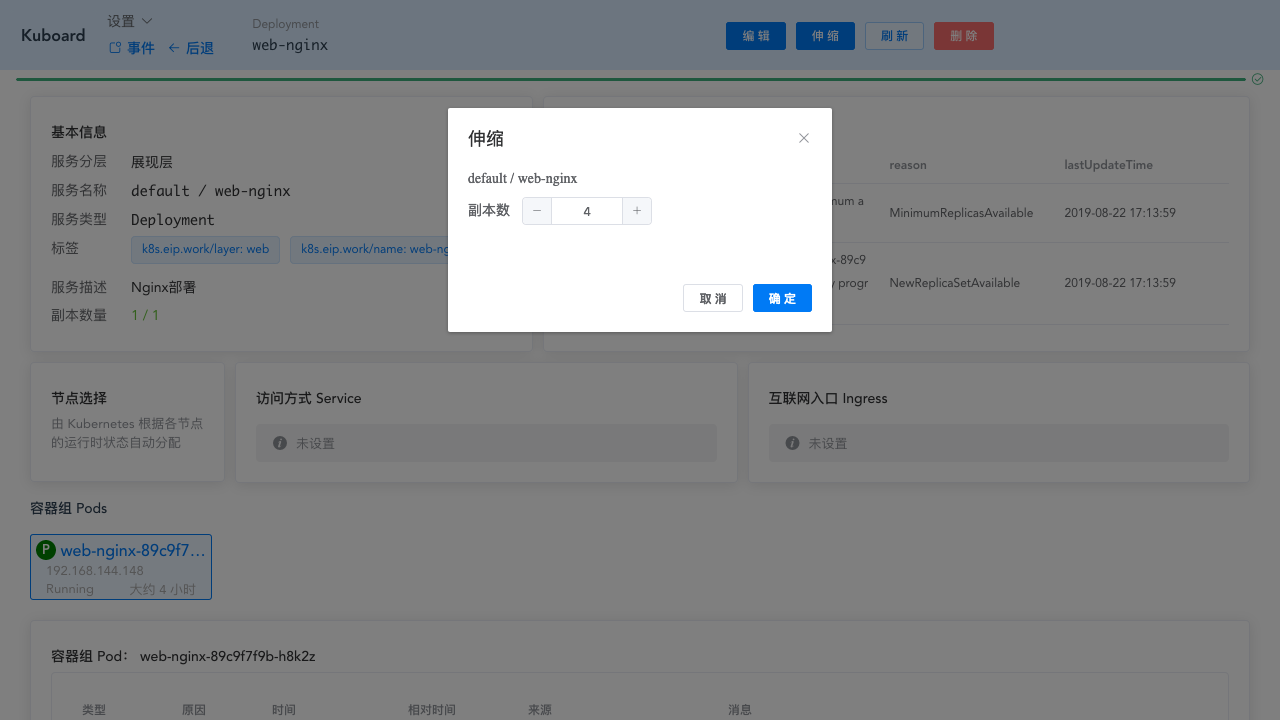 Kuboard
设置
事件 后退
Deployment
web-nginx
编 辑 伸 缩 刷 新 删 除
伸缩
default / web-nginx
副本数 − 4 +
取 消 确 定
基本信息
服务分层 展现层
服务名称 default / web-nginx
服务类型 Deployment
标签 k8s.eip.work/layer: web k8s.eip.work/name: web-ng
服务描述 Nginx部署
副本数量 1 / 1
reason lastUpdateTime
num a
MinimumReplicasAvailable 2019-08-22 17:13:59
x-89c9
progr
NewReplicaSetAvailable 2019-08-22 17:13:59
节点选择
由 Kubernetes 根据各节点
的运行时状态自动分配
访问方式 Service
未设置
互联网入口 Ingress
未设置
容器组 Pods
P web-nginx-89c9f7...
192.168.144.148
Running 大约 4 小时
容器组 Pod： web-nginx-89c9f7f9b-h8k2z
类型 原因 时间 相对时间 来源 消息